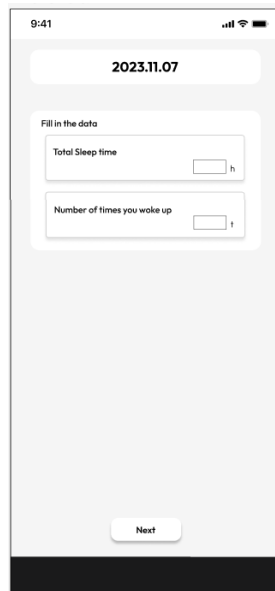 9:41
2023.11.07
Fill in the data
Total Sleep time
h
Number of times you woke up
t
Next